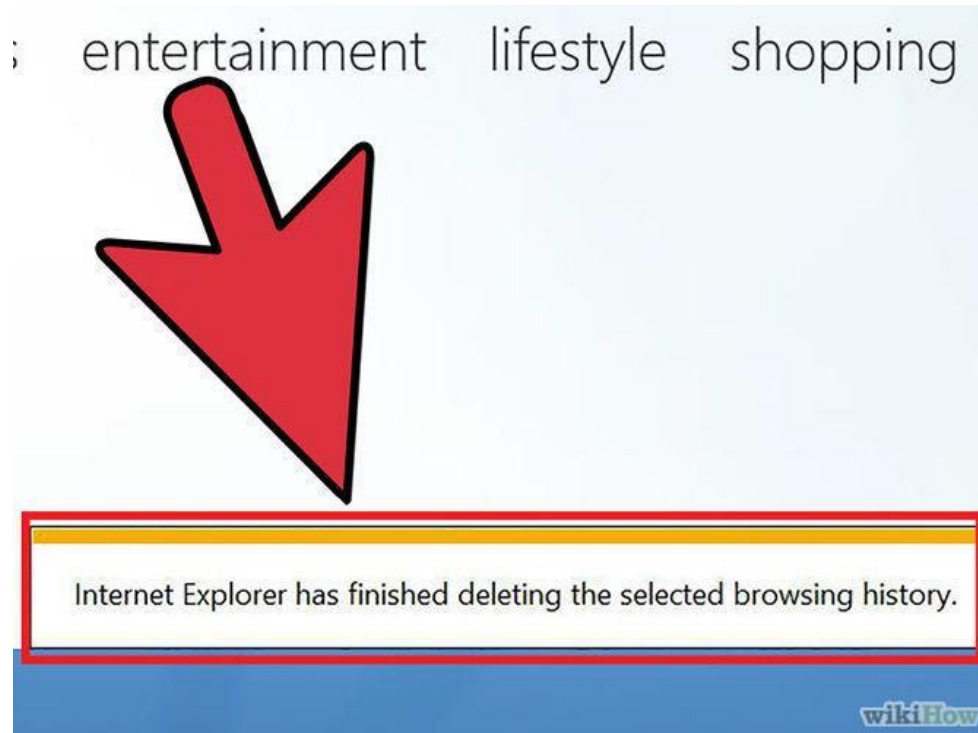 s entertainment lifestyle shopping
Internet Explorer has finished deleting the selected browsing history.
wikiHow